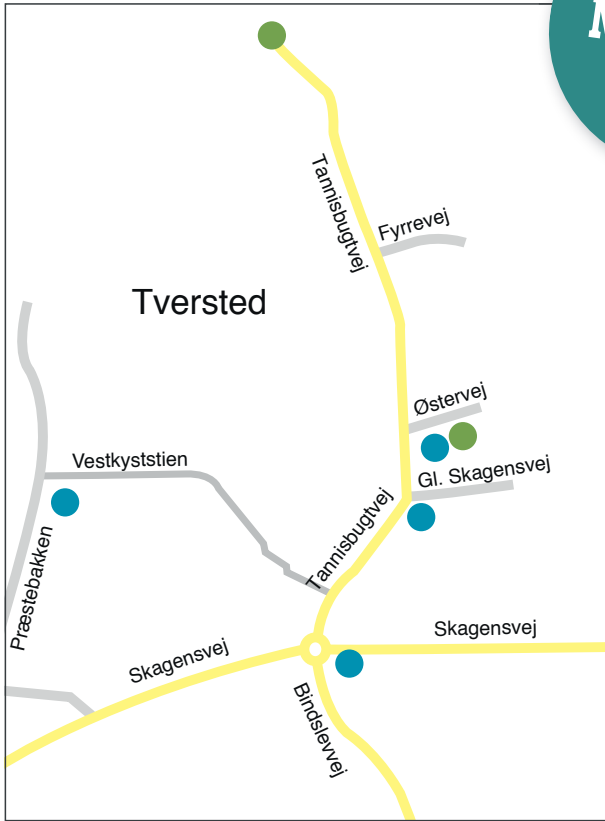 Tannisbugtvej
Fyrrevej
Tversted
Østervej
Vestkyststien
Gl. Skagensvej
Tannisbugtvej
Præstebakken
Skagensvej
Skagensvej
Bindslevvej